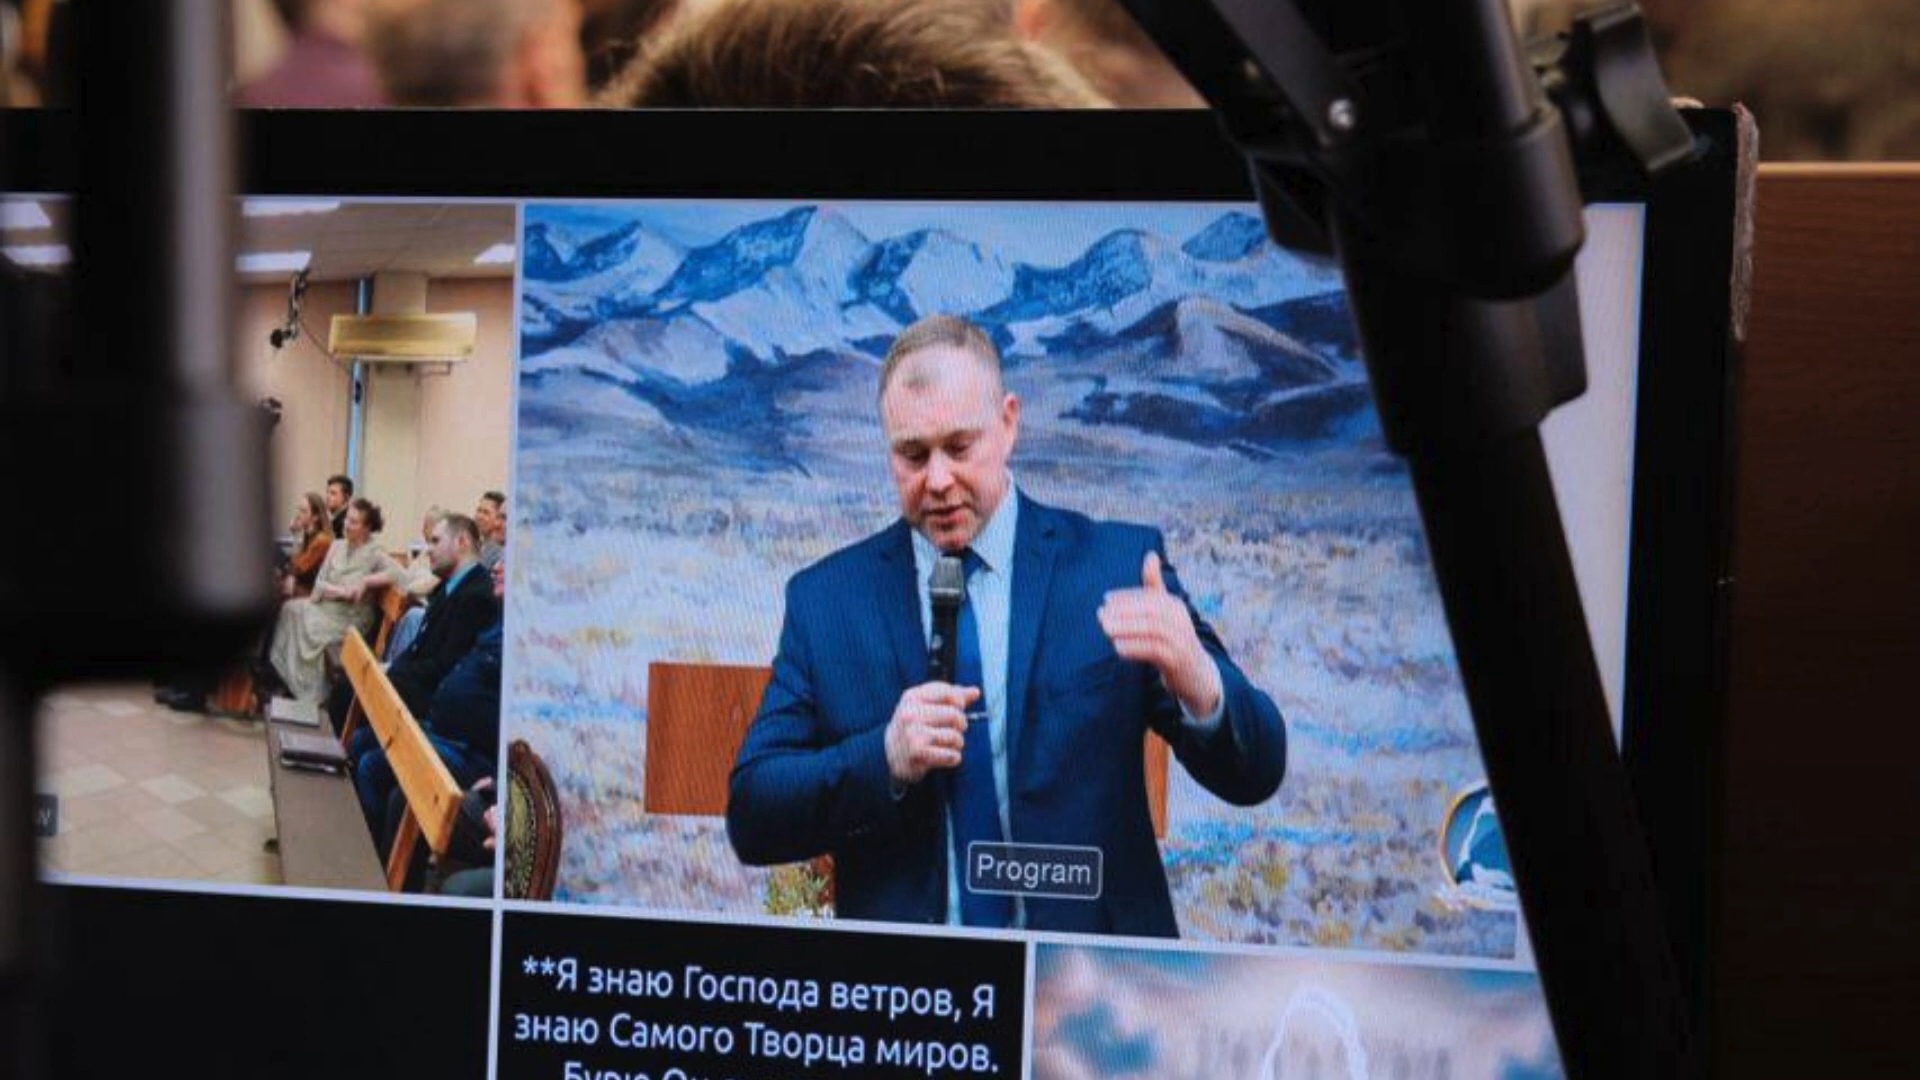 Program
**Я знаю Господа ветров, Я
знаю Самого Творца миров.